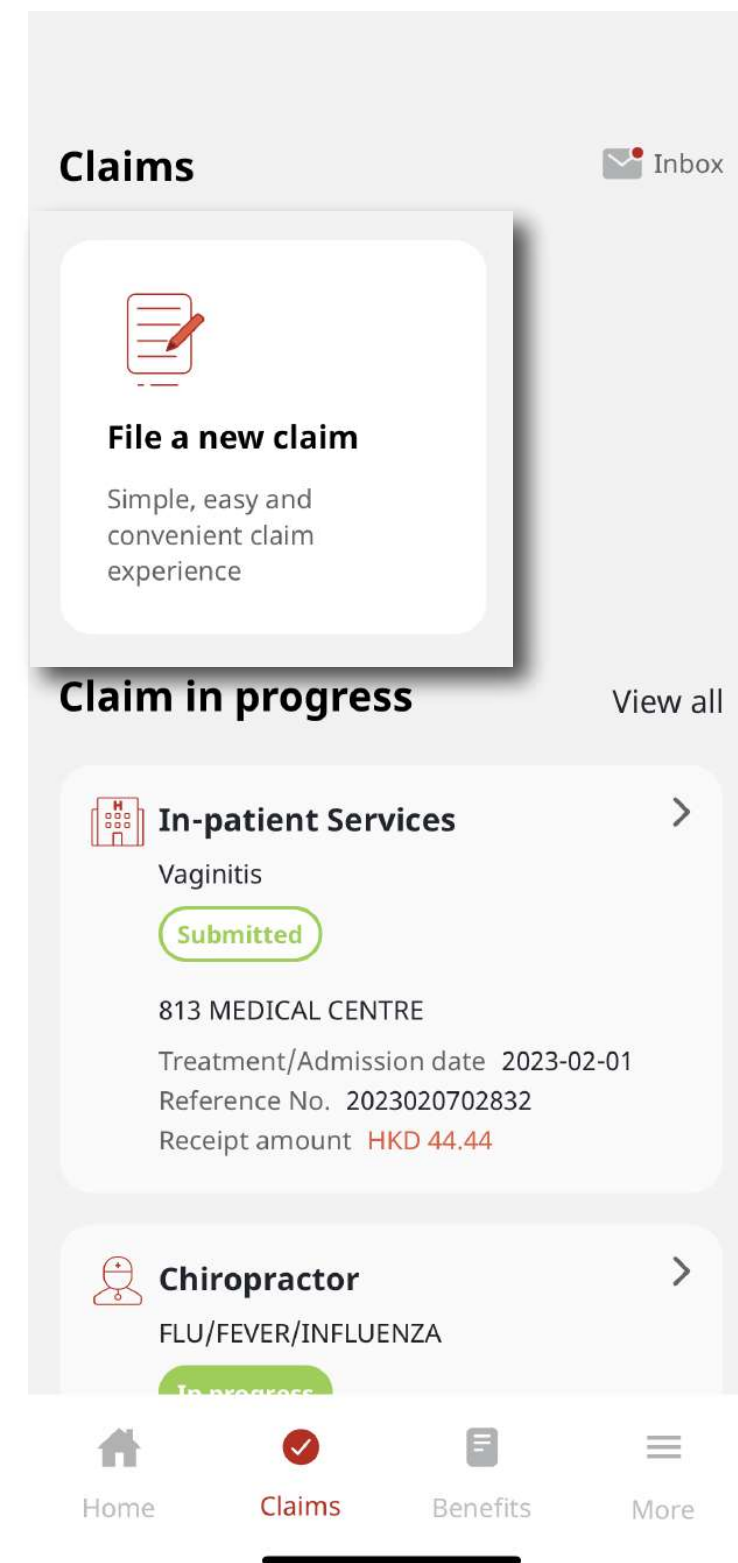 Claims
Inbox
File a new claim
Simple, easy and
convenient claim
experience
Claim in progress
View all
In-patient Services
Vaginitis
Submitted
813 MEDICAL CENTRE
Treatment/Admission date 2023-02-01
Reference No. 2023020702832
Receipt amount HKD 44.44
Chiropractor
FLU/FEVER/INFLUENZA
In progress
Home
Claims
Benefits
More